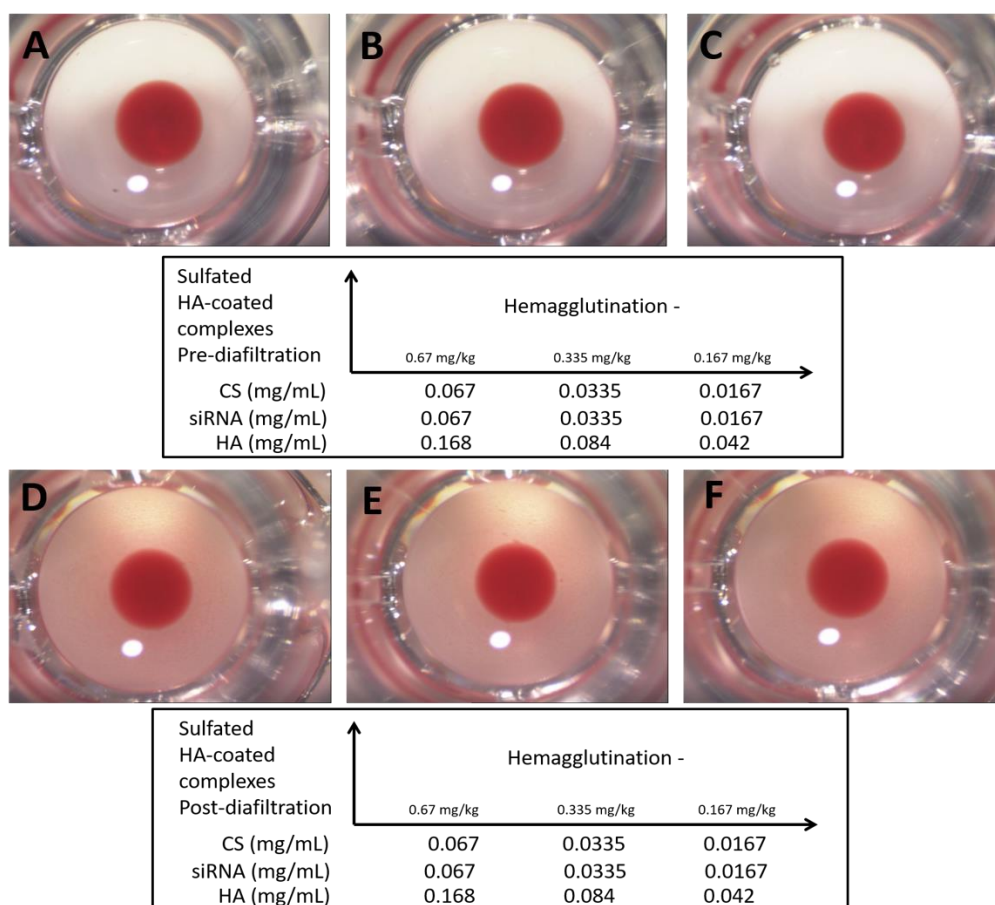 A B C
Sulfated
HA-coated
complexes
Pre-diafiltration
Hemagglutination -
0.67 mg/kg 0.335 mg/kg 0.167 mg/kg
CS (mg/mL) 0.067 0.0335 0.0167
siRNA (mg/mL) 0.067 0.0335 0.0167
HA (mg/mL) 0.168 0.084 0.042
D E F
Sulfated
HA-coated
complexes
Post-diafiltration
Hemagglutination -
0.67 mg/kg 0.335 mg/kg 0.167 mg/kg
CS (mg/mL) 0.067 0.0335 0.0167
siRNA (mg/mL) 0.067 0.0335 0.0167
HA (mg/mL) 0.168 0.084 0.042